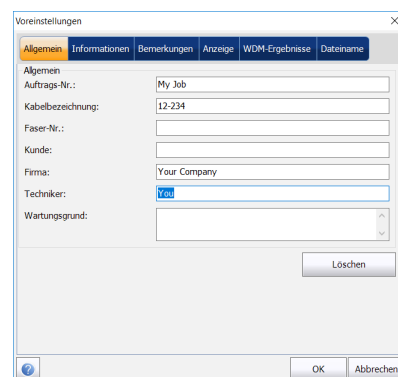 Voreinstellungen
Allgemein Informationen Bemerkungen Anzeige WDM-Ergebnisse Dateiname
Allgemein
Auftrags-Nr.: My Job
Kabelbezeichnung: 12-234
Faser-Nr.:
Kunde:
Firma: Your Company
Techniker: You
Wartungsgrund:
Löschen
? OK Abbrechen